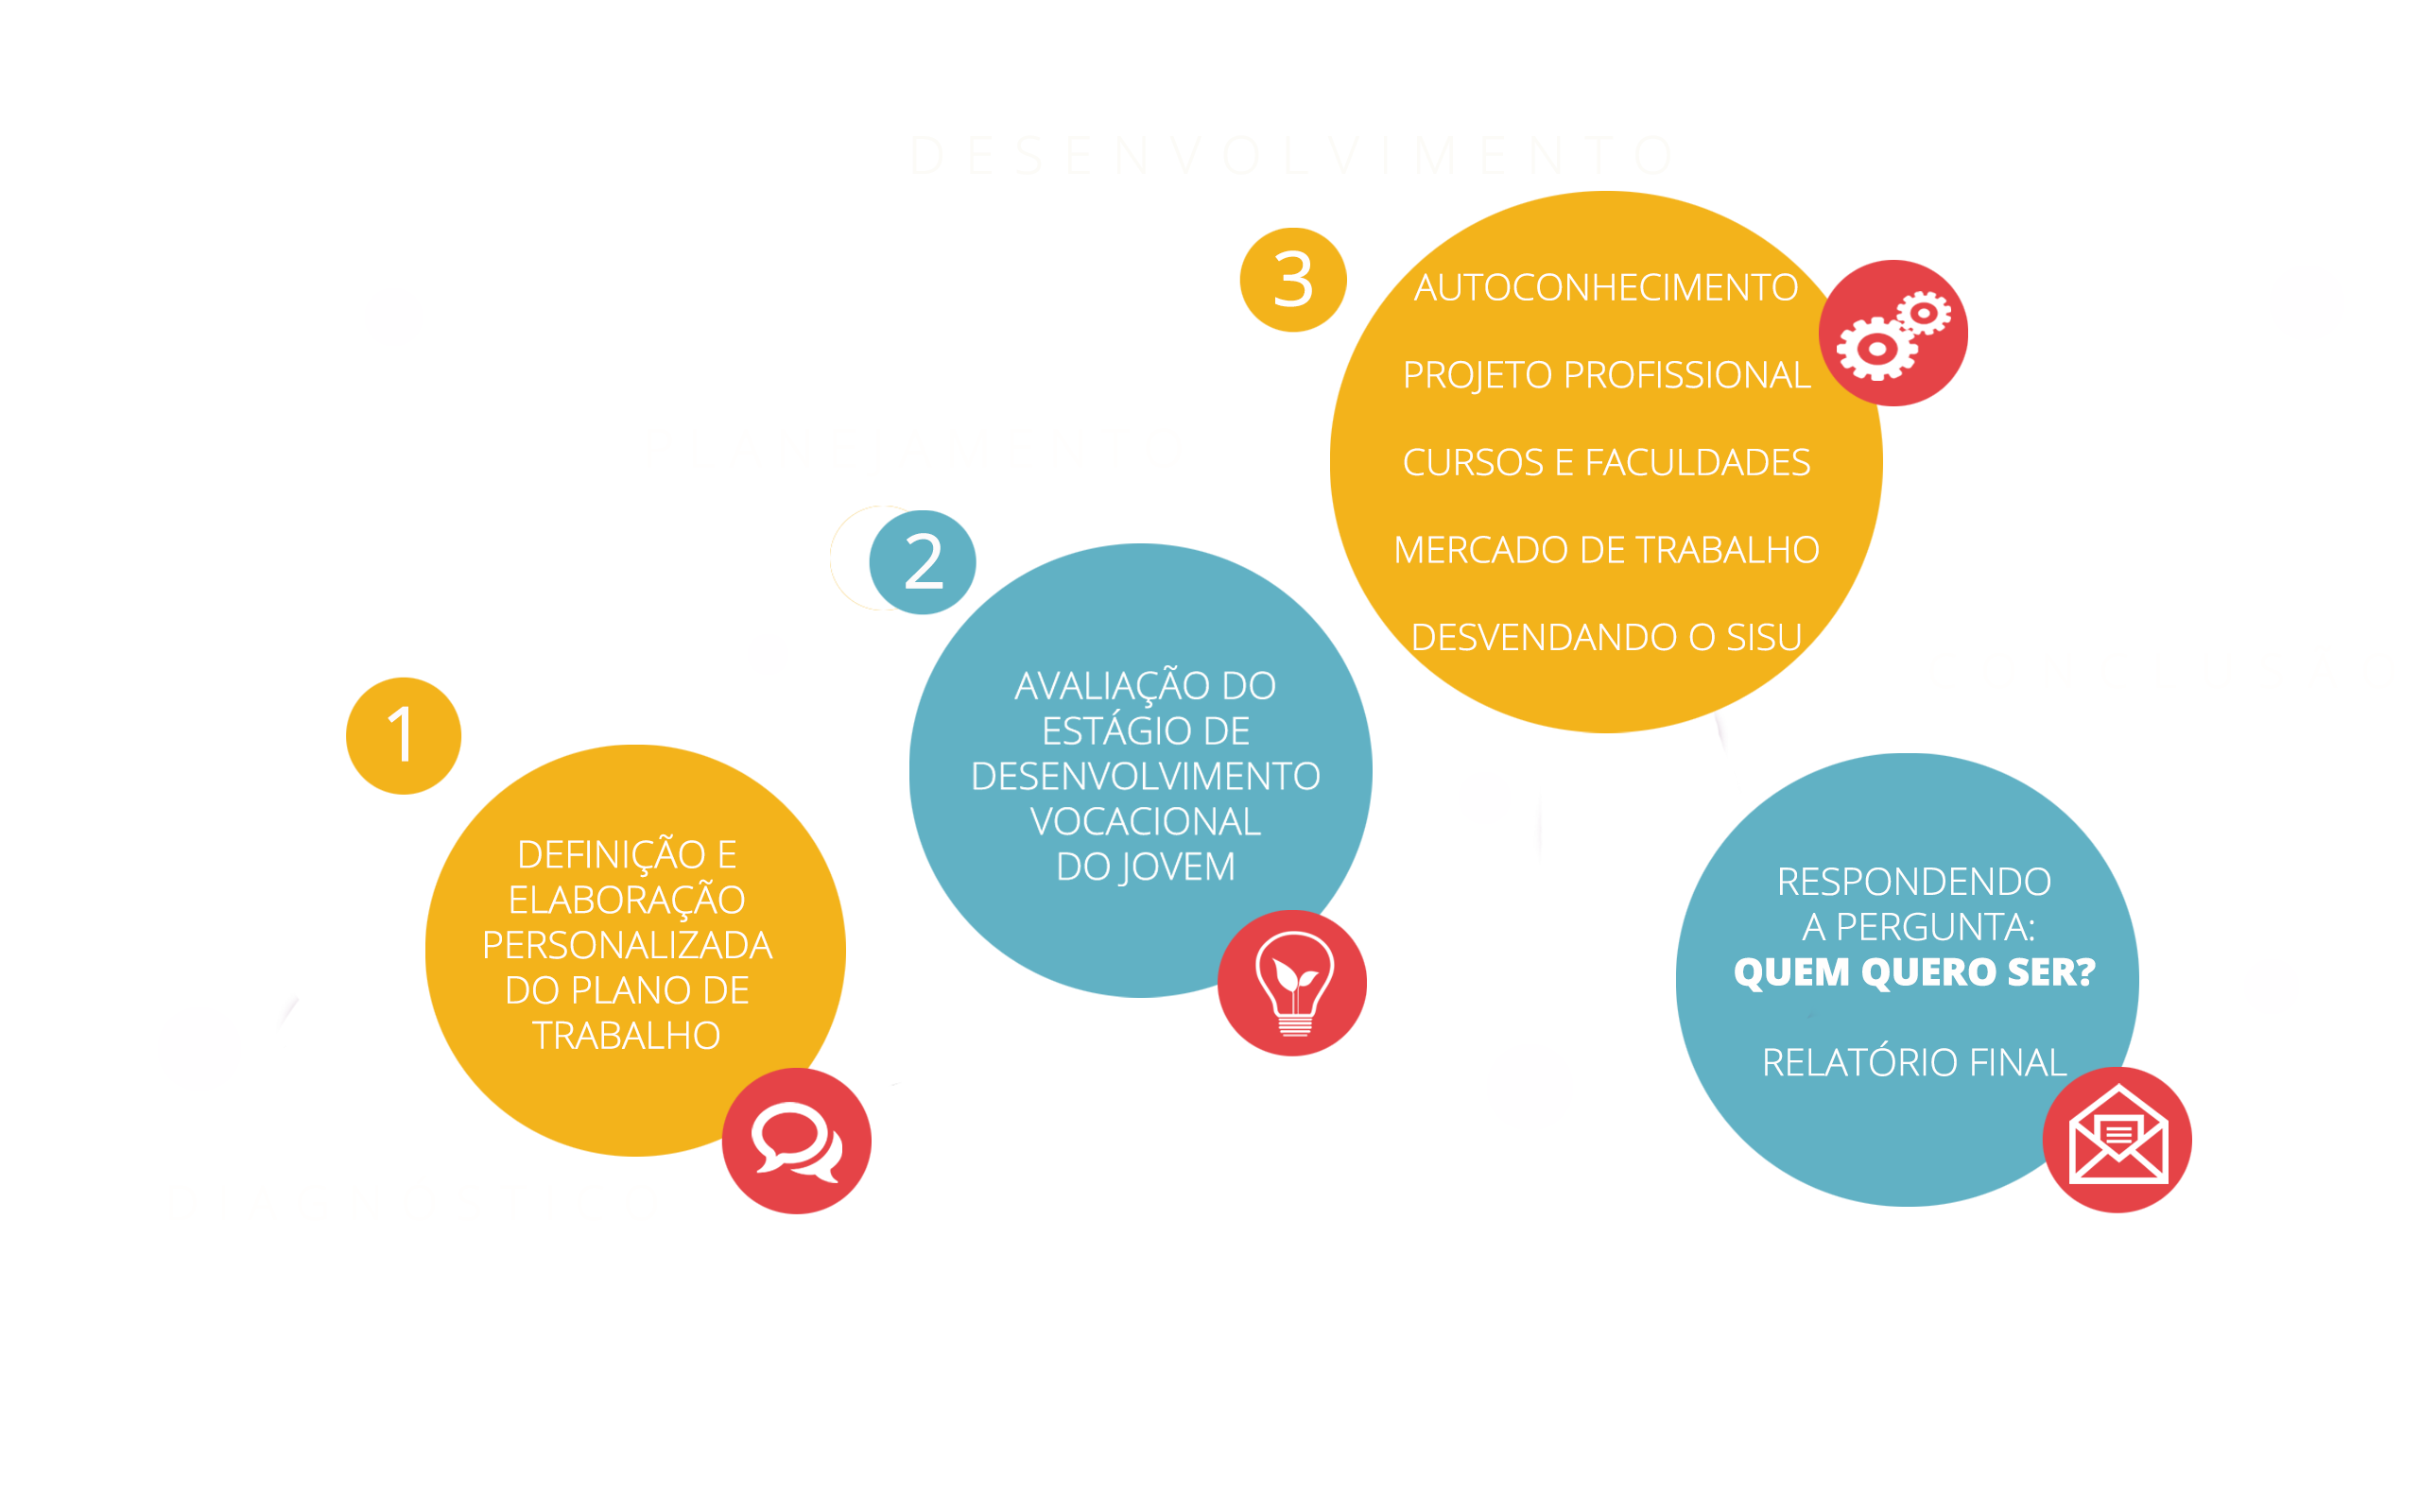 DESENVOLVIMENTO
1
DEFINIÇÃO E
ELABORAÇÃO
PERSONALIZADA
DO PLANO DE
TRABALHO
2
AVALIAÇÃO DO
ESTÁGIO DE
DESENVOLVIMENTO
VOCACIONAL
DO JOVEM
3
AUTOCONHECIMENTO
PROJETO PROFISSIONAL
CURSOS E FACULDADES
MERCADO DE TRABALHO
DESVENDANDO O SISU
RESPONDENDO
A PERGUNTA:
QUEM QUERO SER?
RELATÓRIO FINAL